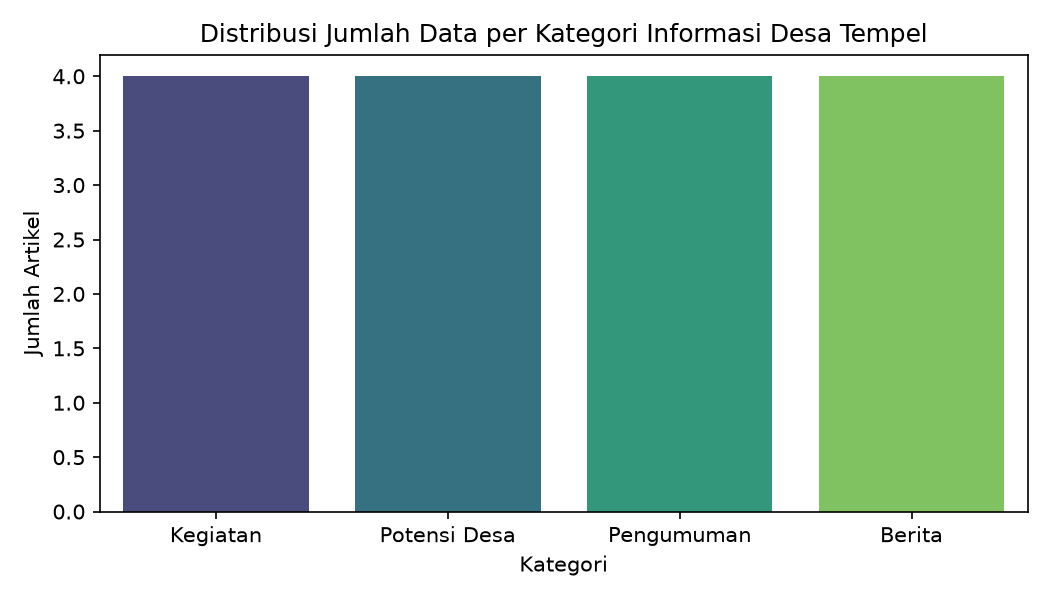 Distribusi Jumlah Data per Kategori Informasi Desa Tempel
Jumlah Artikel
4.0
3.5
3.0
2.5
2.0
1.5
1.0
0.5
0.0
Kegiatan
Potensi Desa
Pengumuman
Berita
Kategori